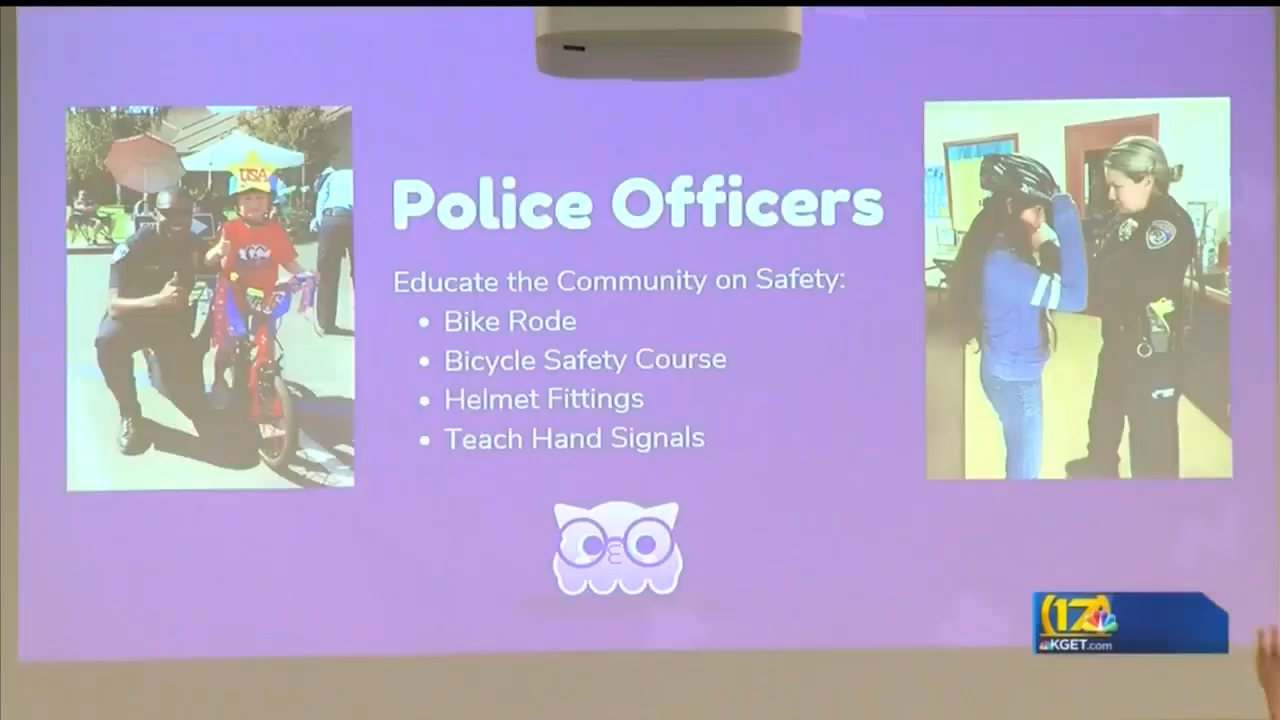 USA
Police Officers
Educate the Community on Safety:
• Bike Rode
• Bicycle Safety Course
• Helmet Fittings
• Teach Hand Signals
17
KGET.com